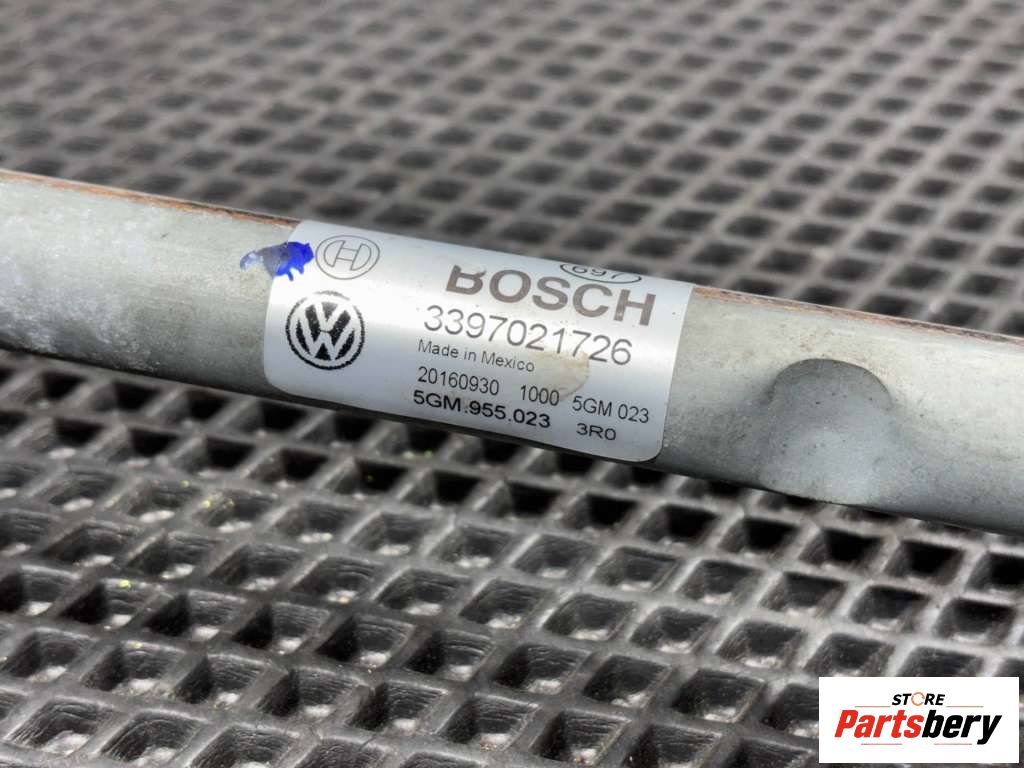 697
BOSCH
3397021726
Made in Mexico
20160930 1000 5GM 023
5GM.955.023 3R0
STORE
Partsbery